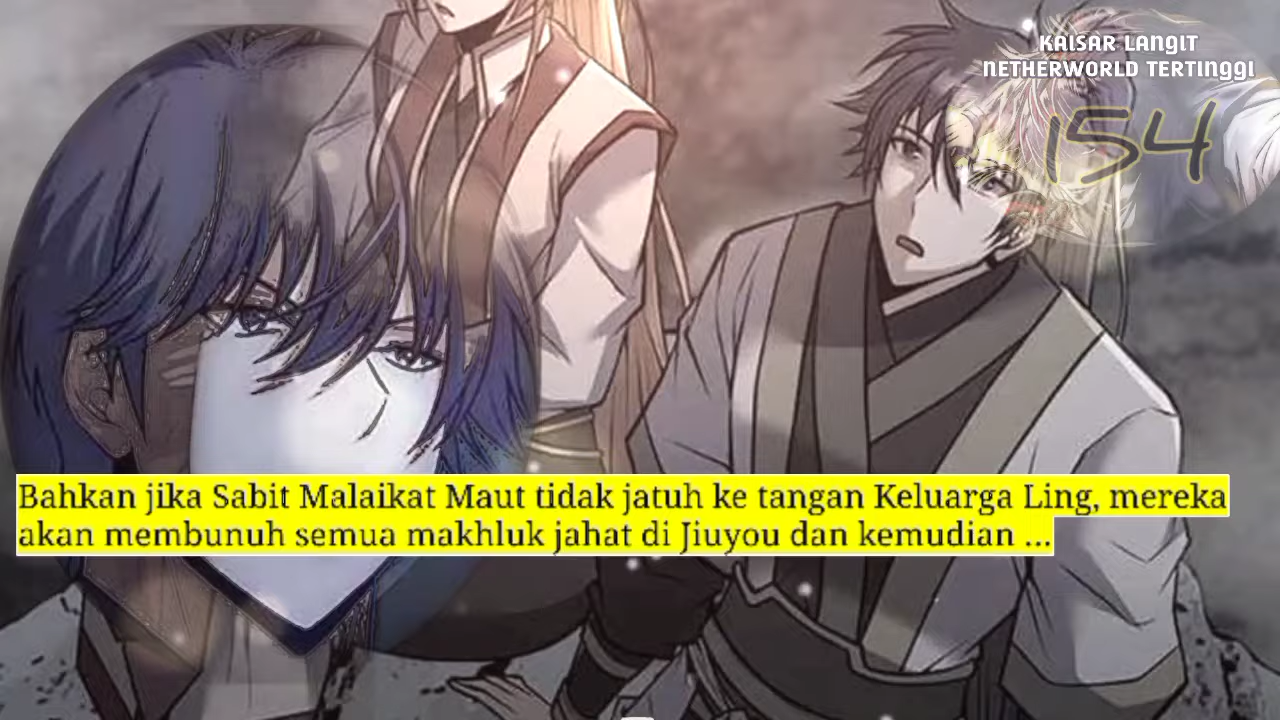 KAISAR LANGIT
NETHERWORLD TERTINGGI
154
Bahkan jika Sabit Malaikat Maut tidak jatuh ke tangan Keluarga Ling, mereka
akan membunuh semua makhluk jahat di Jiuyou dan kemudian ...